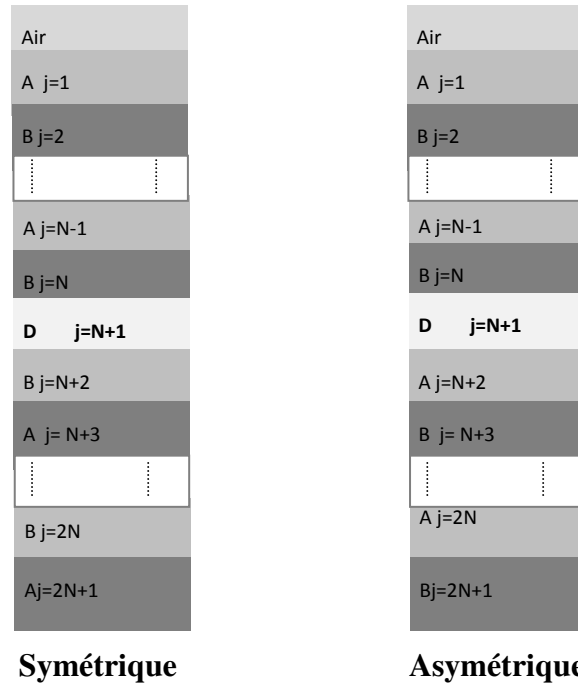 Air
A j=1
B j=2
A j=N-1
B j=N
D j=N+1
B j=N+2
A j= N+3
B j=2N
Aj=2N+1
Symétrique
Air
A j=1
B j=2
A j=N-1
B j=N
D j=N+1
A j=N+2
B j= N+3
A j=2N
Bj=2N+1
Asymétrique